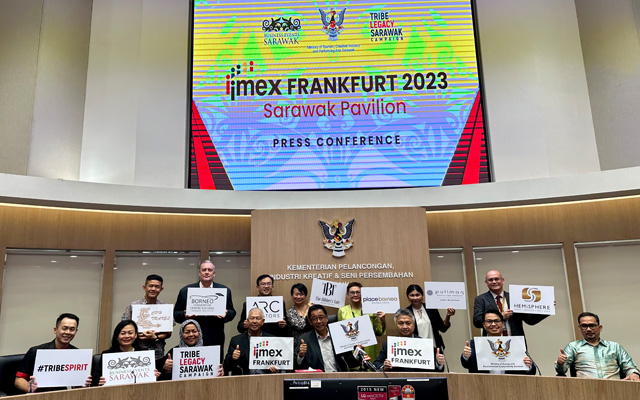 BUSINESS EVENTS
SARAWAK
Ministry of Tourism, Creative Industry
and Performing Arts Sarawak
TRIBE
LEGACY
SARAWAK
CAMPAIGN
imex FRANKFURT 2023
Sarawak Pavilion
PRESS CONFERENCE
KEMENTERIAN PELANCONGAN,
INDUSTRI KREATIF & SENI PERSEMBAHAN
BORNEO
ARC
place borneo
pullman
HEMISPHERE
#TRIBESPIRIT
BUSINESS EVENTS
SARAWAK
TRIBE
LEGACY
SARAWAK
CAMPAIGN
imex
FRANKFURT
imex
FRANKFURT